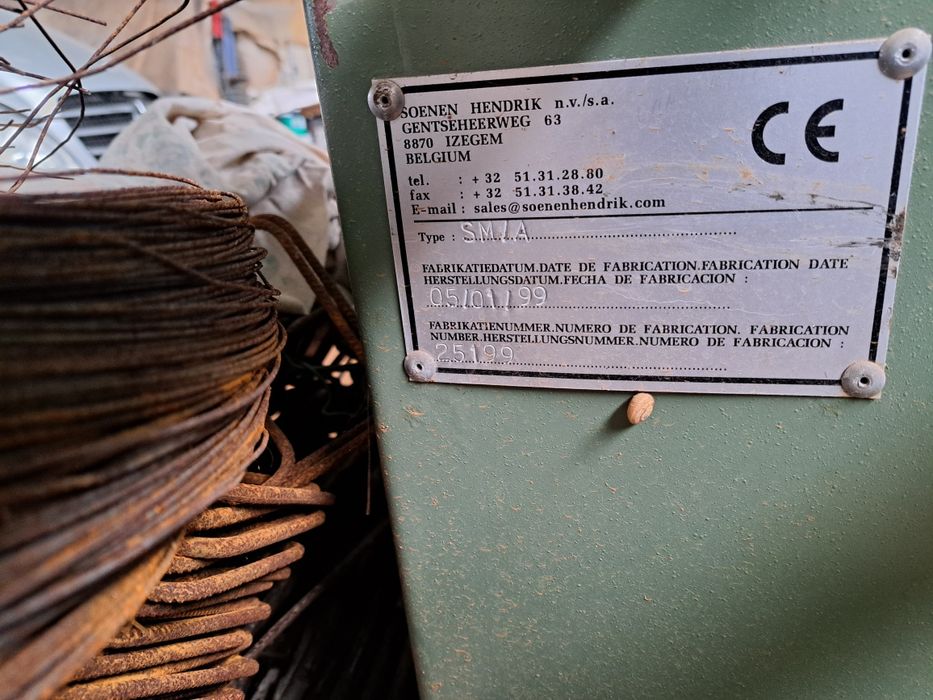 SOENEN HENDRIK n.v./s.a.
GENTSEHEERWEG 63
8870 IZEGEM
BELGIUM
CE
tel. : + 32 51.31.28.80
fax : + 32 51.31.38.42
E-mail : sales@soenenhendrik.com
Type : SM/A
FABRIKATIEDATUM.DATE DE FABRICATION.FABRICATION DATE
HERSTELLUNGSDATUM.FECHA DE FABRICACION :
05/01/99
FABRIKATIENUMMER.NUMERO DE FABRICATION. FABRICATION
NUMBER.HERSTELLUNGSNUMMER.NUMERO DE FABRICACION :
25199